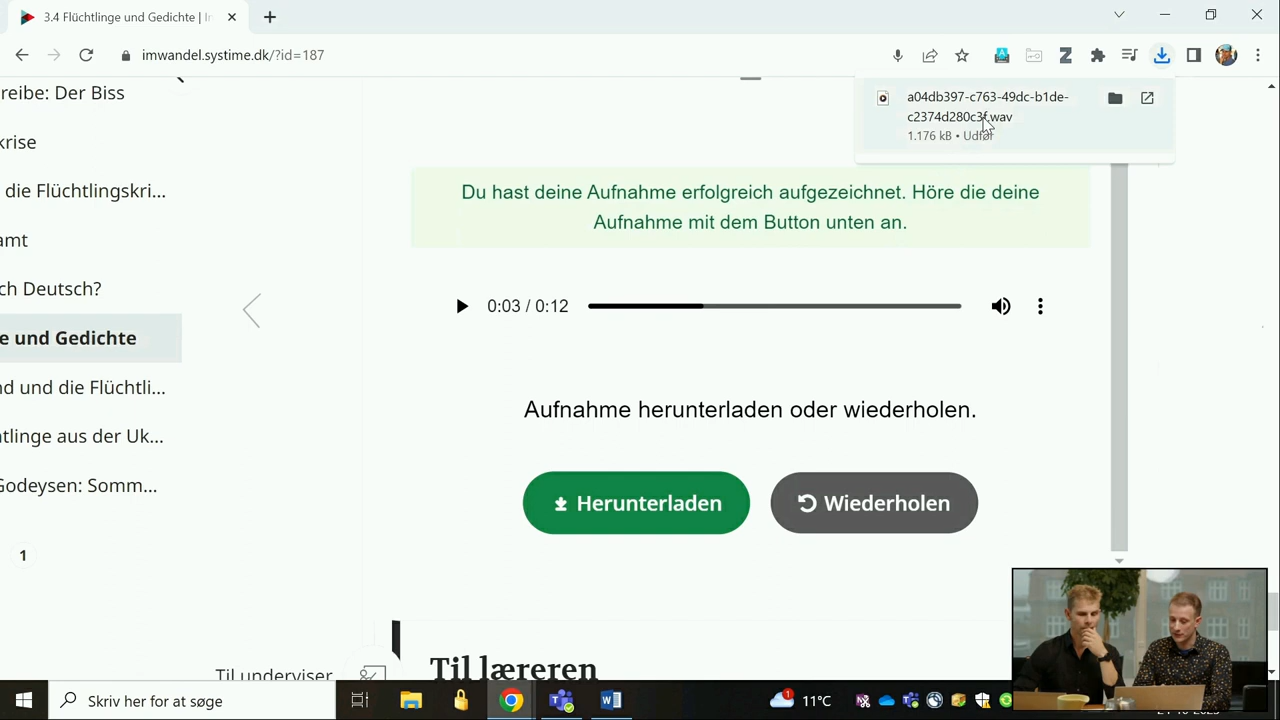 3.4 Flüchtlinge und Gedichte | In
imwandel.systime.dk/?id=187
a04db397-c763-49dc-b1de-
c2374d280c3f.wav
1.176 kB • Udfør
reibe: Der Biss
krise
die Flüchtlingskri...
amt
ch Deutsch?
e und Gedichte
nd und die Flüchtli...
tlinge aus der Uk...
Godeysen: Somm...
1
Du hast deine Aufnahme erfolgreich aufgezeichnet. Höre die deine
Aufnahme mit dem Button unten an.
0:03 / 0:12
Aufnahme herunterladen oder wiederholen.
Herunterladen
Wiederholen
Til underviser
Til læreren
Skriv her for at søge
1
11°C